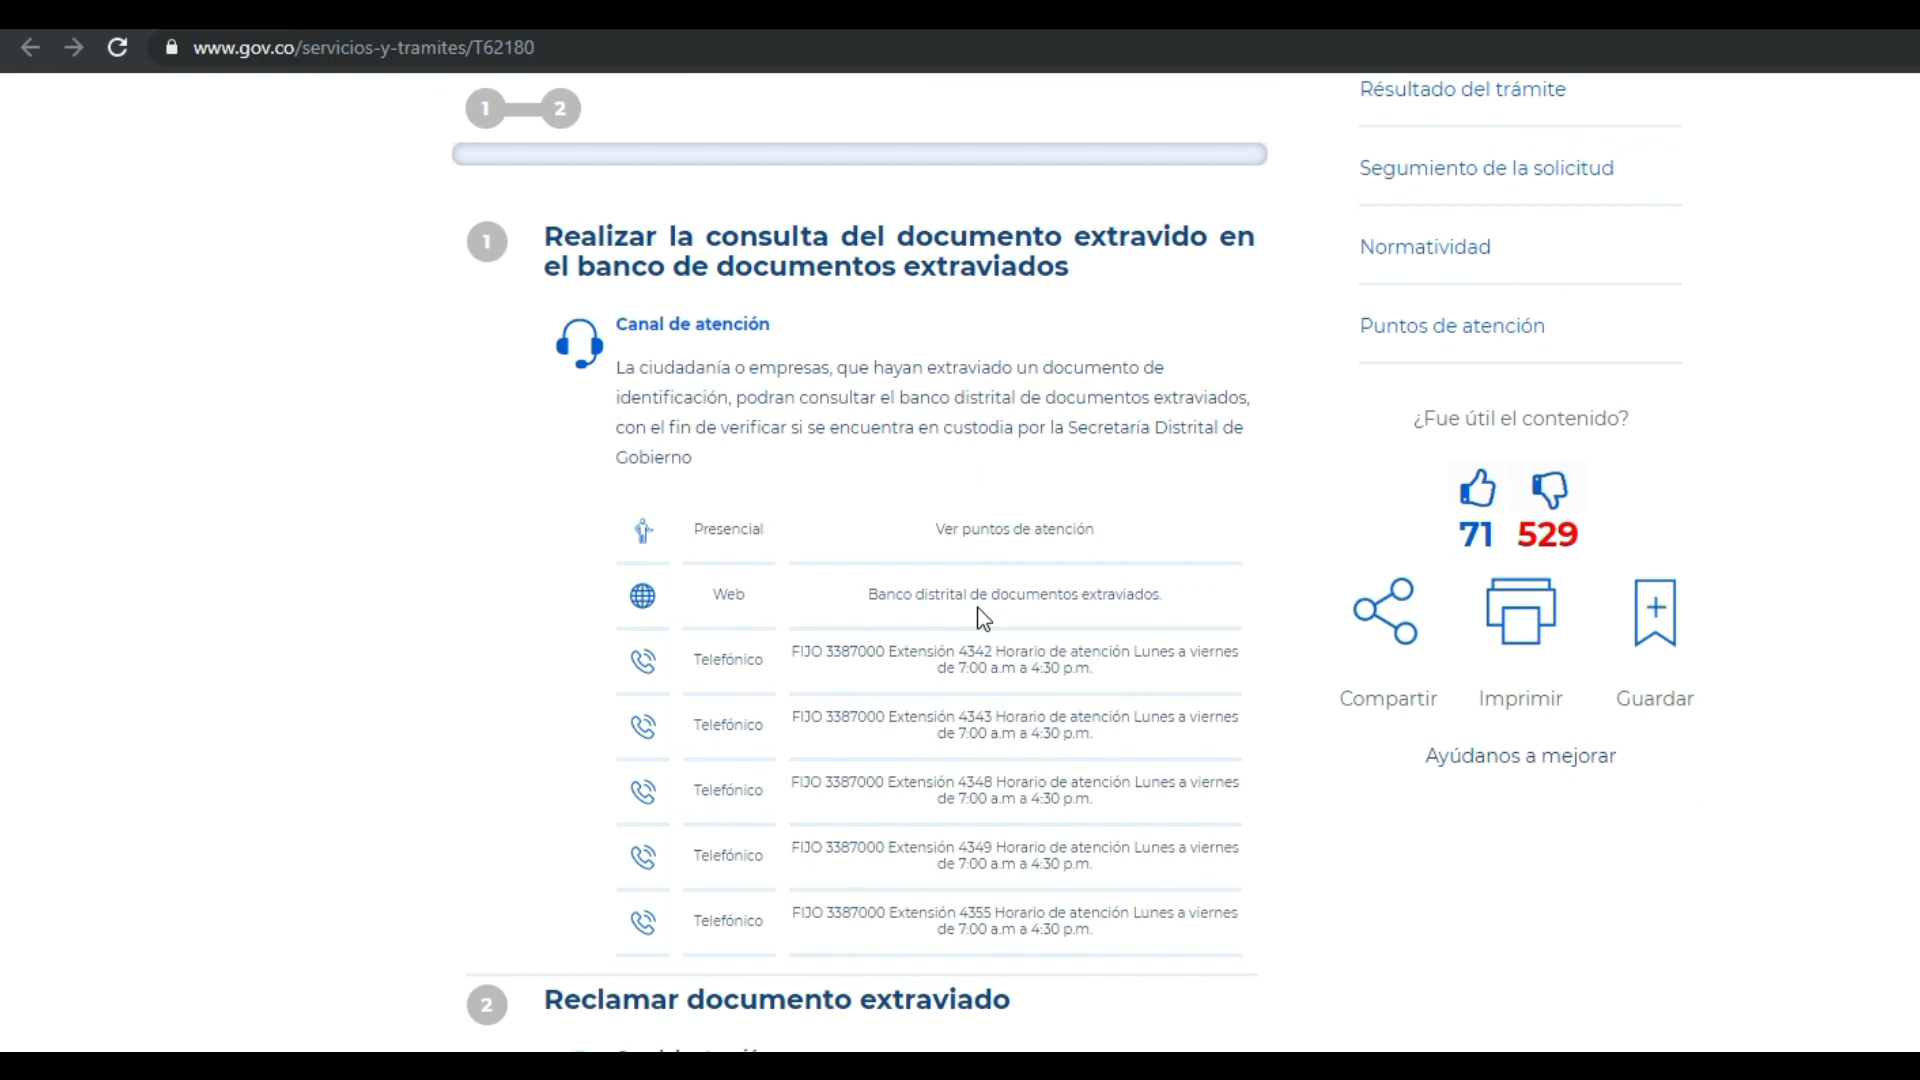 www.gov.co/servicios-y-tramites/T62180
1 2
1
Realizar la consulta del documento extravido en
el banco de documentos extraviados
Canal de atención
La ciudadanía o empresas, que hayan extraviado un documento de
identificación, podran consultar el banco distrital de documentos extraviados,
con el fin de verificar si se encuentra en custodia por la Secretaría Distrital de
Gobierno
Presencial Ver puntos de atención
Web Banco distrital de documentos extraviados.
Telefónico FIJO 3387000 Extensión 4342 Horario de atención Lunes a viernes
de 7:00 a.m a 4:30 p.m.
Telefónico FIJO 3387000 Extensión 4343 Horario de atención Lunes a viernes
de 7:00 a.m a 4:30 p.m.
Telefónico FIJO 3387000 Extensión 4348 Horario de atención Lunes a viernes
de 7:00 a.m a 4:30 p.m.
Telefónico FIJO 3387000 Extensión 4349 Horario de atención Lunes a viernes
de 7:00 a.m a 4:30 p.m.
Telefónico FIJO 3387000 Extensión 4355 Horario de atención Lunes a viernes
de 7:00 a.m a 4:30 p.m.
2
Reclamar documento extraviado
Résultado del trámite
Segumiento de la solicitud
Normatividad
Puntos de atención
¿Fue útil el contenido?
71 529
Compartir Imprimir Guardar
Ayúdanos a mejorar